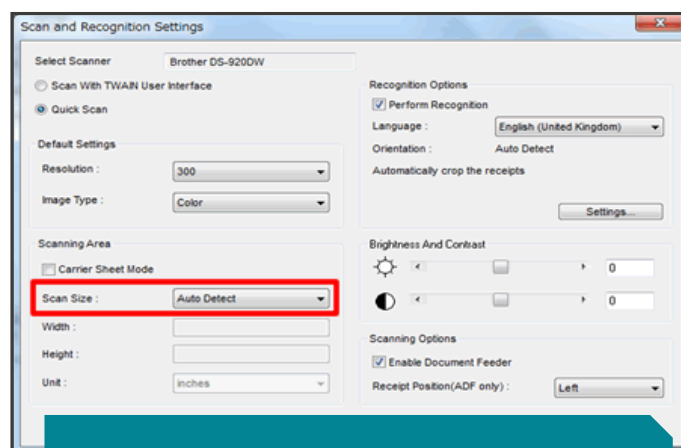 Scan and Recognition Settings
Select Scanner
Brother DS-920DW
Scan With TWAIN User Interface
Quick Scan
Default Settings
Resolution :
300
Image Type :
Color
Scanning Area
Carrier Sheet Mode
Scan Size :
Auto Detect
Width :
Height :
Unit :
inches
Recognition Options
Perform Recognition
Language :
English (United Kingdom)
Orientation :
Auto Detect
Automatically crop the receipts
Settings...
Brightness And Contrast
0
0
Scanning Options
Enable Document Feeder
Receipt Position(ADF only) :
Left